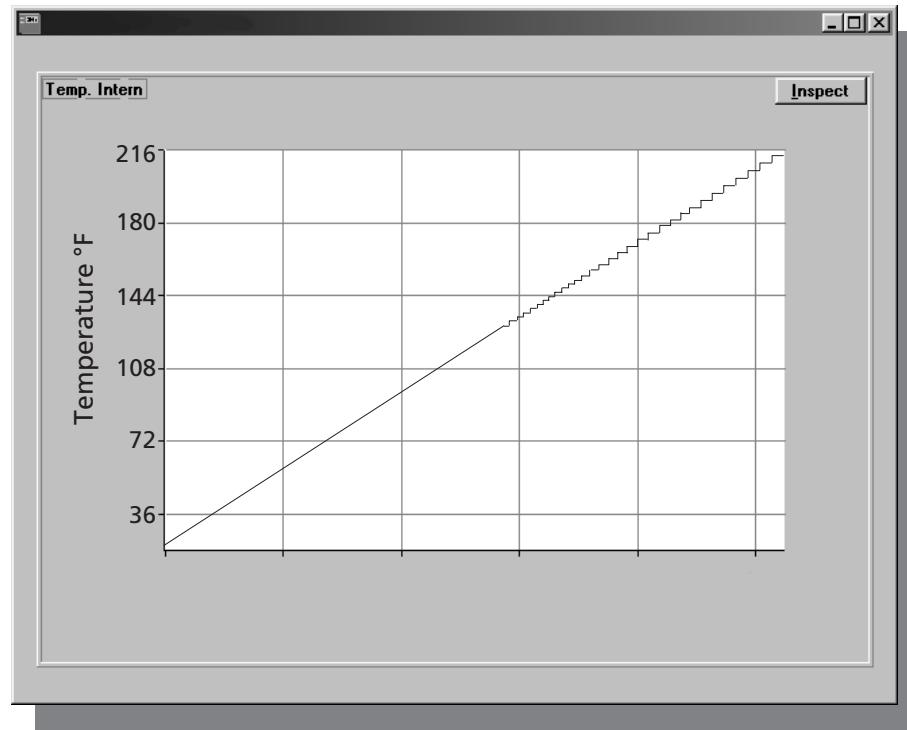 Temp. Intern
Inspect
216
180
144
108
72
36
Temperature °F